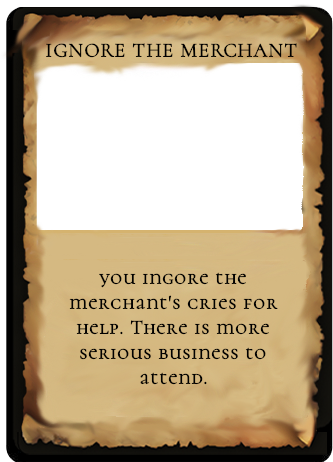 IGNORE THE MERCHANT
you ingore the
merchant's cries for
help. There is more
serious business to
attend.